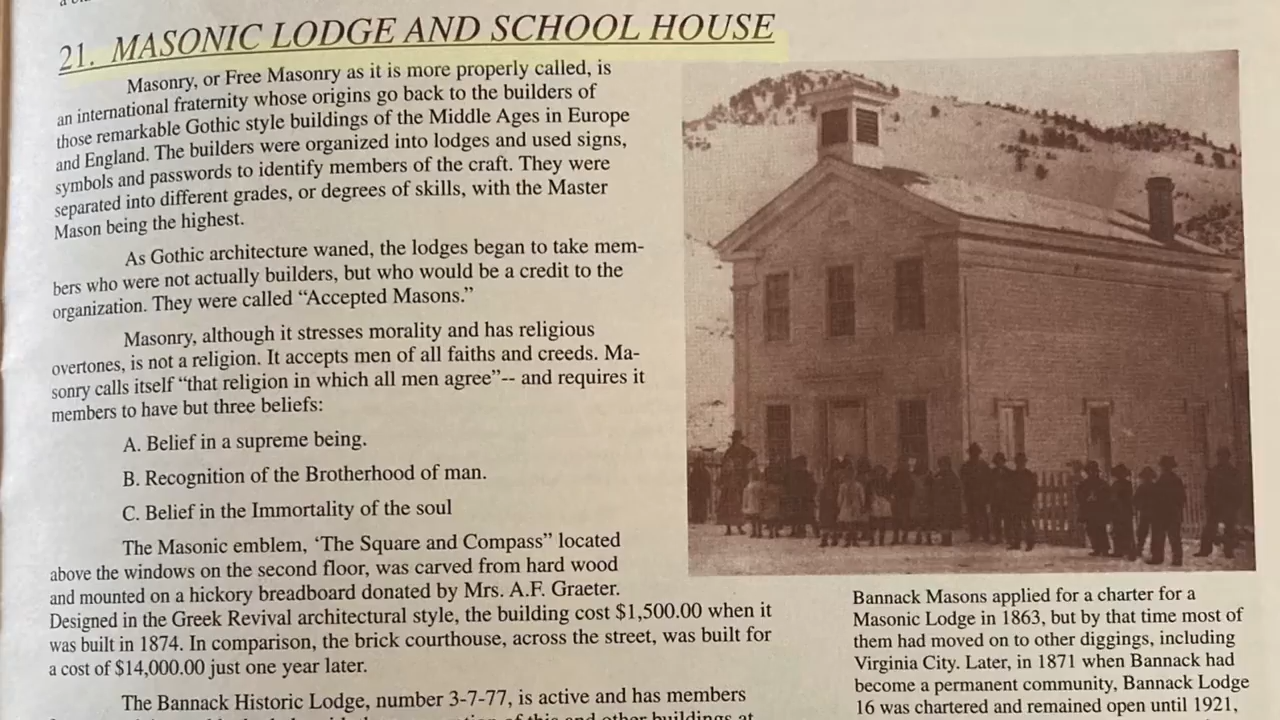 21. MASONIC LODGE AND SCHOOL HOUSE
Masonry, or Free Masonry as it is more properly called, is
an international fraternity whose origins go back to the builders of
those remarkable Gothic style buildings of the Middle Ages in Europe
and England. The builders were organized into lodges and used signs,
symbols and passwords to identify members of the craft. They were
separated into different grades, or degrees of skills, with the Master
Mason being the highest.
As Gothic architecture waned, the lodges began to take mem-
bers who were not actually builders, but who would be a credit to the
organization. They were called “Accepted Masons.”
Masonry, although it stresses morality and has religious
overtones, is not a religion. It accepts men of all faiths and creeds. Ma-
sonry calls itself “that religion in which all men agree”-- and requires it
members to have but three beliefs:
A. Belief in a supreme being.
B. Recognition of the Brotherhood of man.
C. Belief in the Immortality of the soul
The Masonic emblem, ‘The Square and Compass” located
above the windows on the second floor, was carved from hard wood
and mounted on a hickory breadboard donated by Mrs. A.F. Graeter.
Designed in the Greek Revival architectural style, the building cost $1,500.00 when it
was built in 1874. In comparison, the brick courthouse, across the street, was built for
a cost of $14,000.00 just one year later.
The Bannack Historic Lodge, number 3-7-77, is active and has members
of this and other buildings at
Bannack Masons applied for a charter for a
Masonic Lodge in 1863, but by that time most of
them had moved on to other diggings, including
Virginia City. Later, in 1871 when Bannack had
become a permanent community, Bannack Lodge
16 was chartered and remained open until 1921,